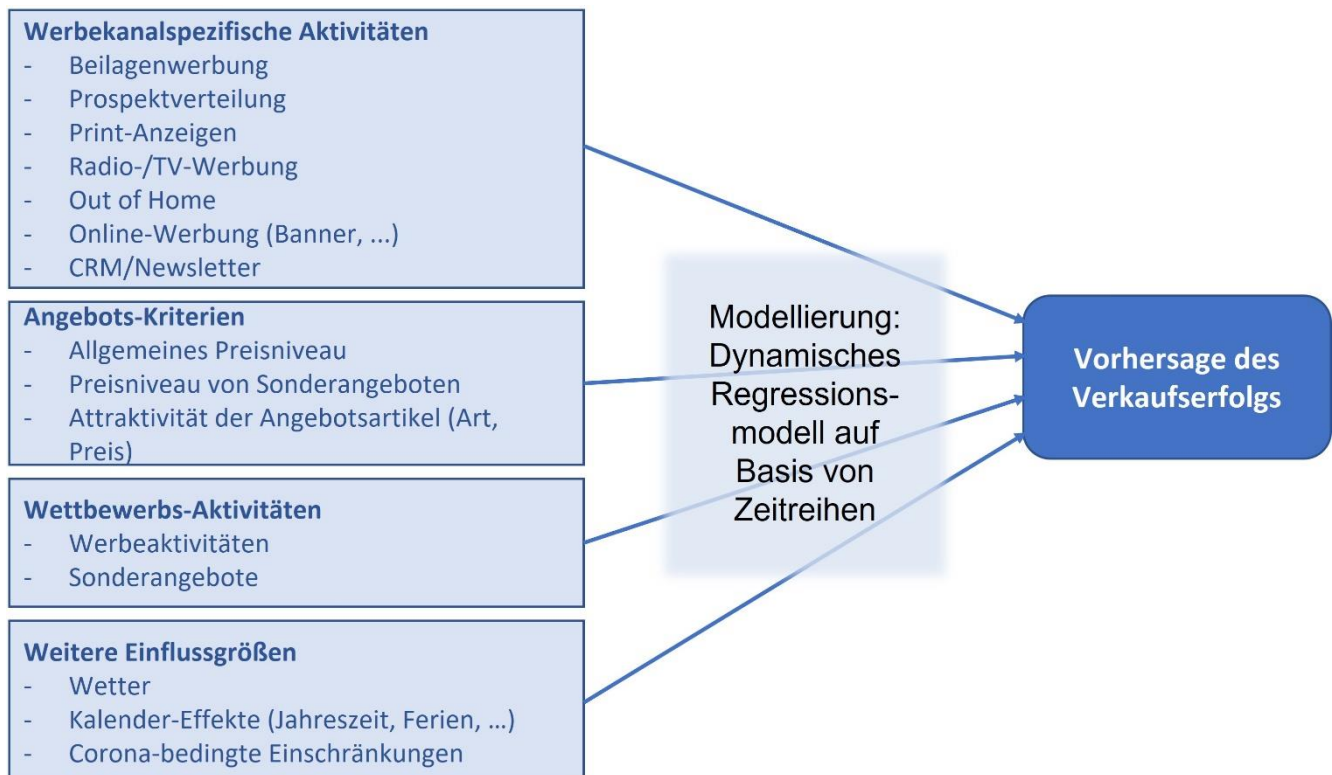 Werbekanalspezifische Aktivitäten
- Beilagenwerbung
- Prospektverteilung
- Print-Anzeigen
- Radio-/TV-Werbung
- Out of Home
- Online-Werbung (Banner, ...)
- CRM/Newsletter
Angebots-Kriterien
- Allgemeines Preisniveau
- Preisniveau von Sonderangeboten
- Attraktivität der Angebotsartikel (Art,
Preis)
Wettbewerbs-Aktivitäten
- Werbeaktivitäten
- Sonderangebote
Weitere Einflussgrößen
- Wetter
- Kalender-Effekte (Jahreszeit, Ferien, ...)
- Corona-bedingte Einschränkungen
Modellierung:
Dynamisches
Regressions-
modell auf
Basis von
Zeitreihen
Vorhersage des
Verkaufserfolgs